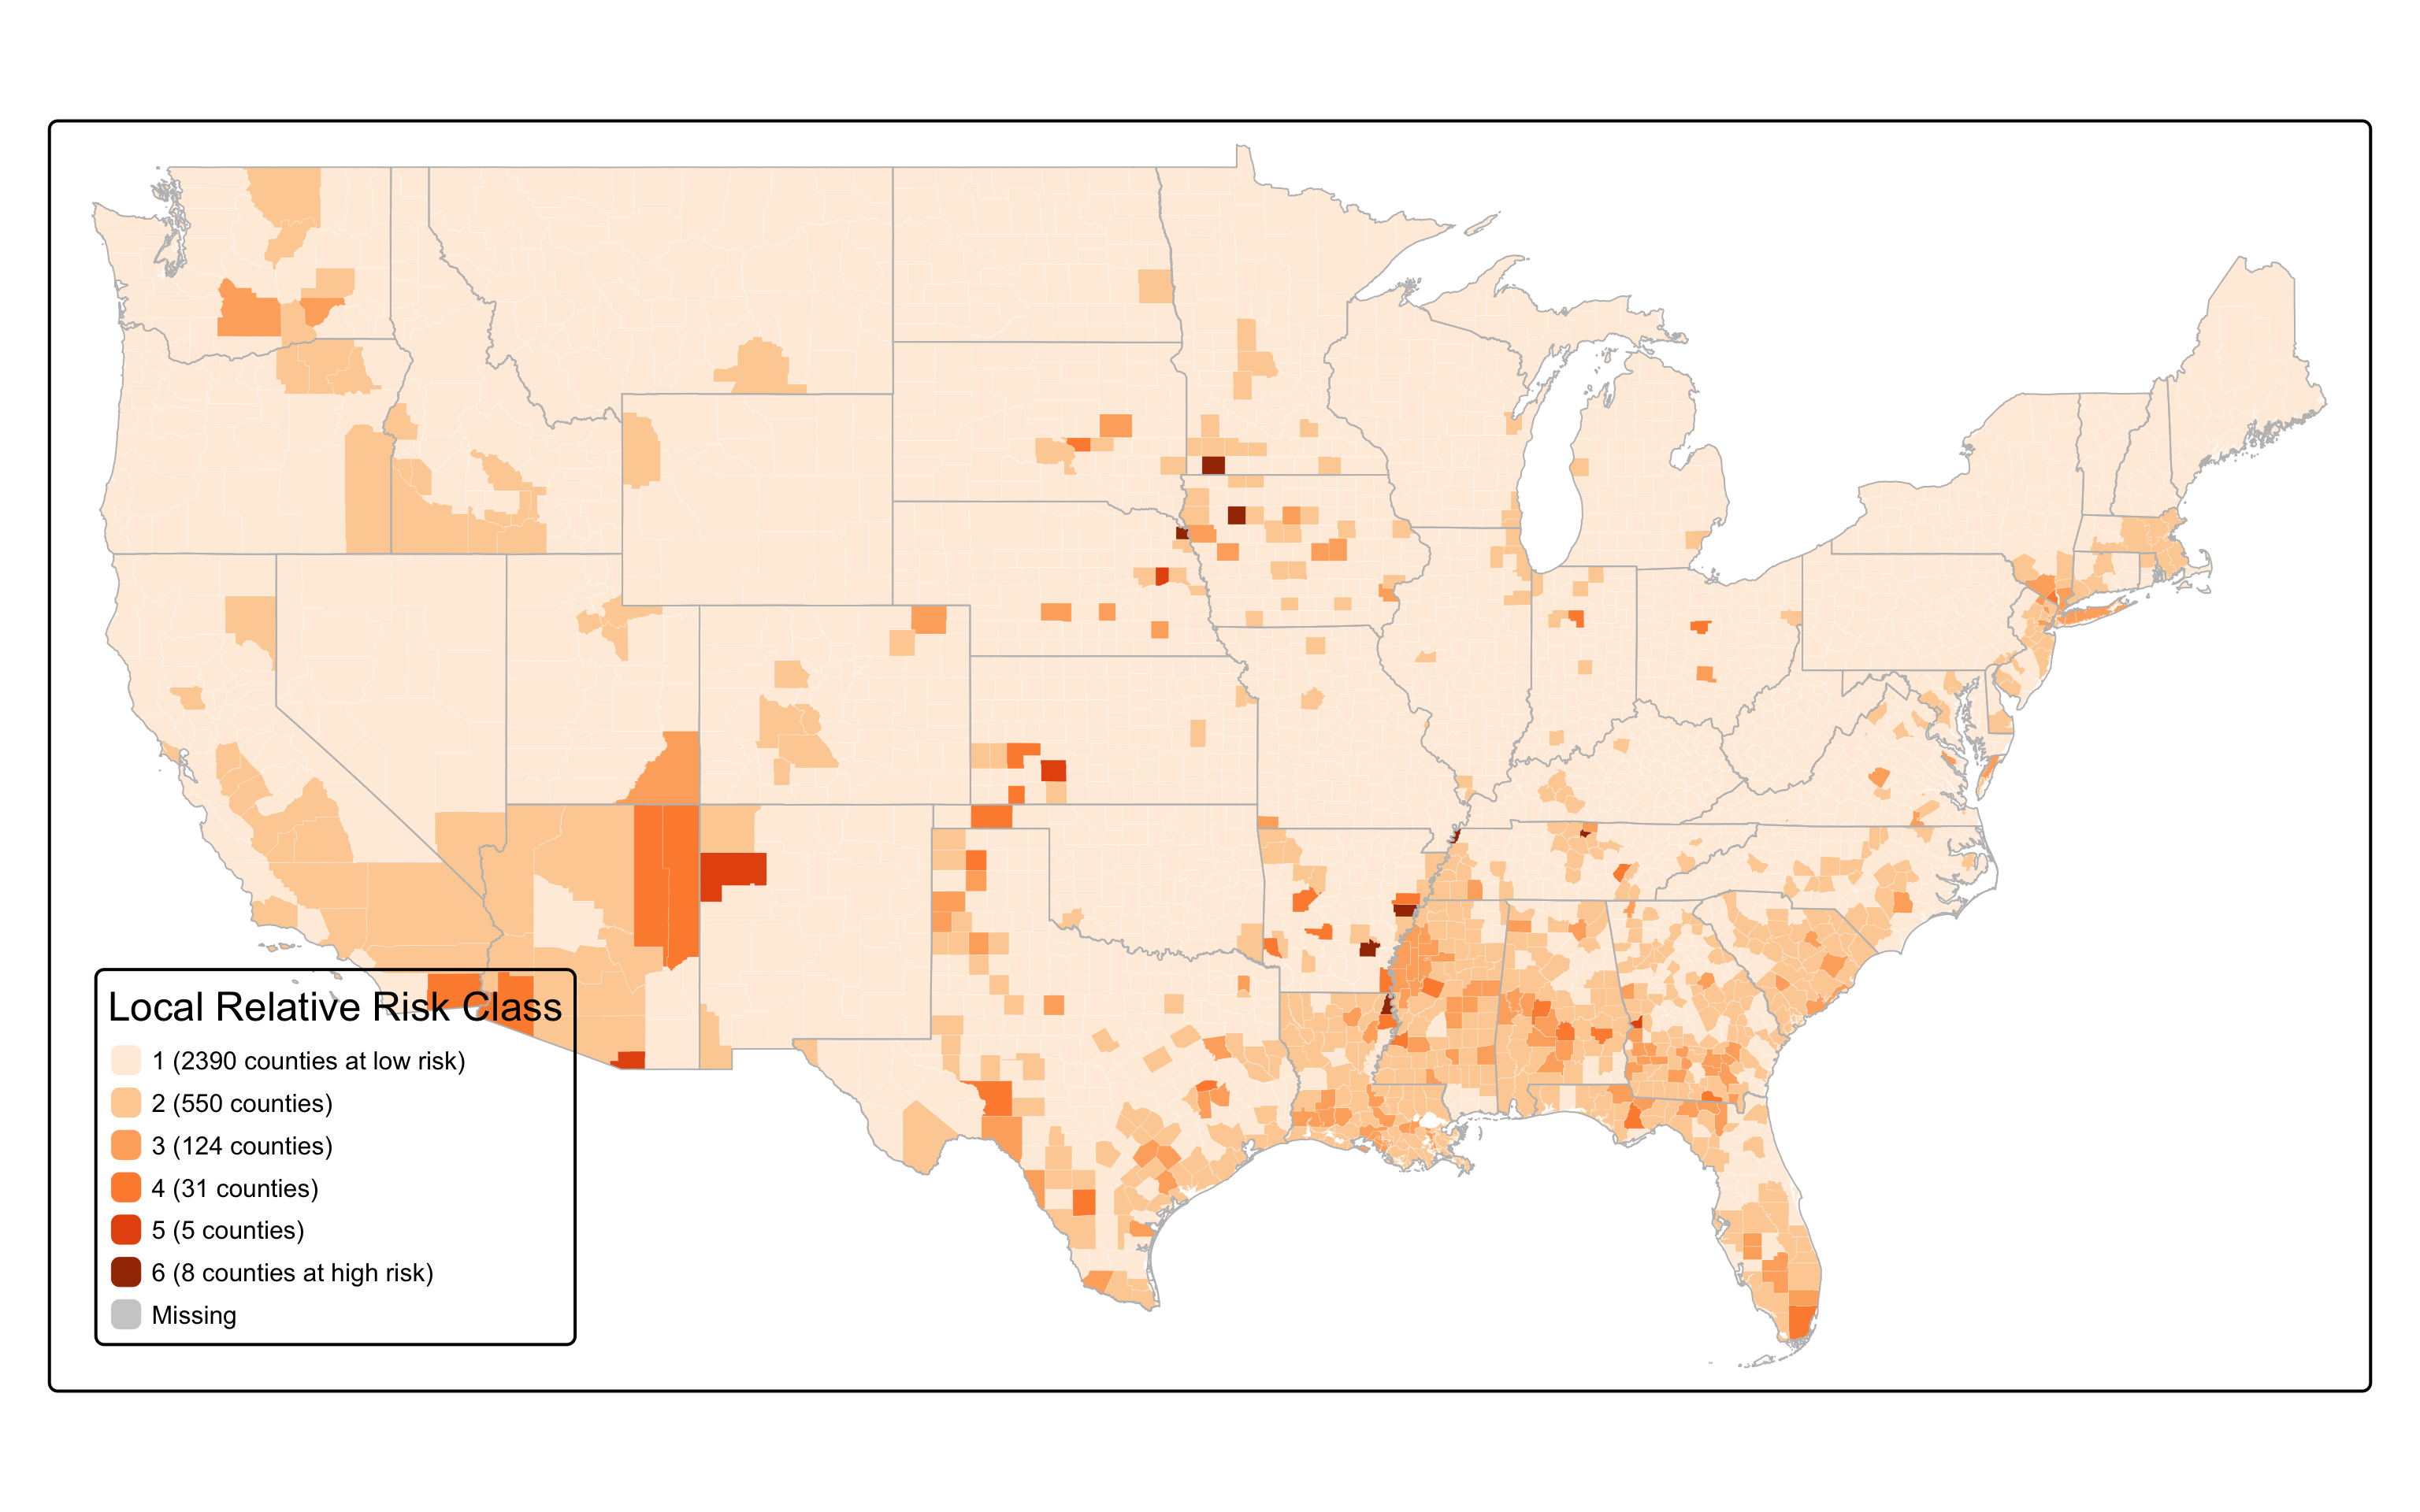 Local Relative Risk Class
1 (2390 counties at low risk)
2 (550 counties)
3 (124 counties)
4 (31 counties)
5 (5 counties)
6 (8 counties at high risk)
Missing